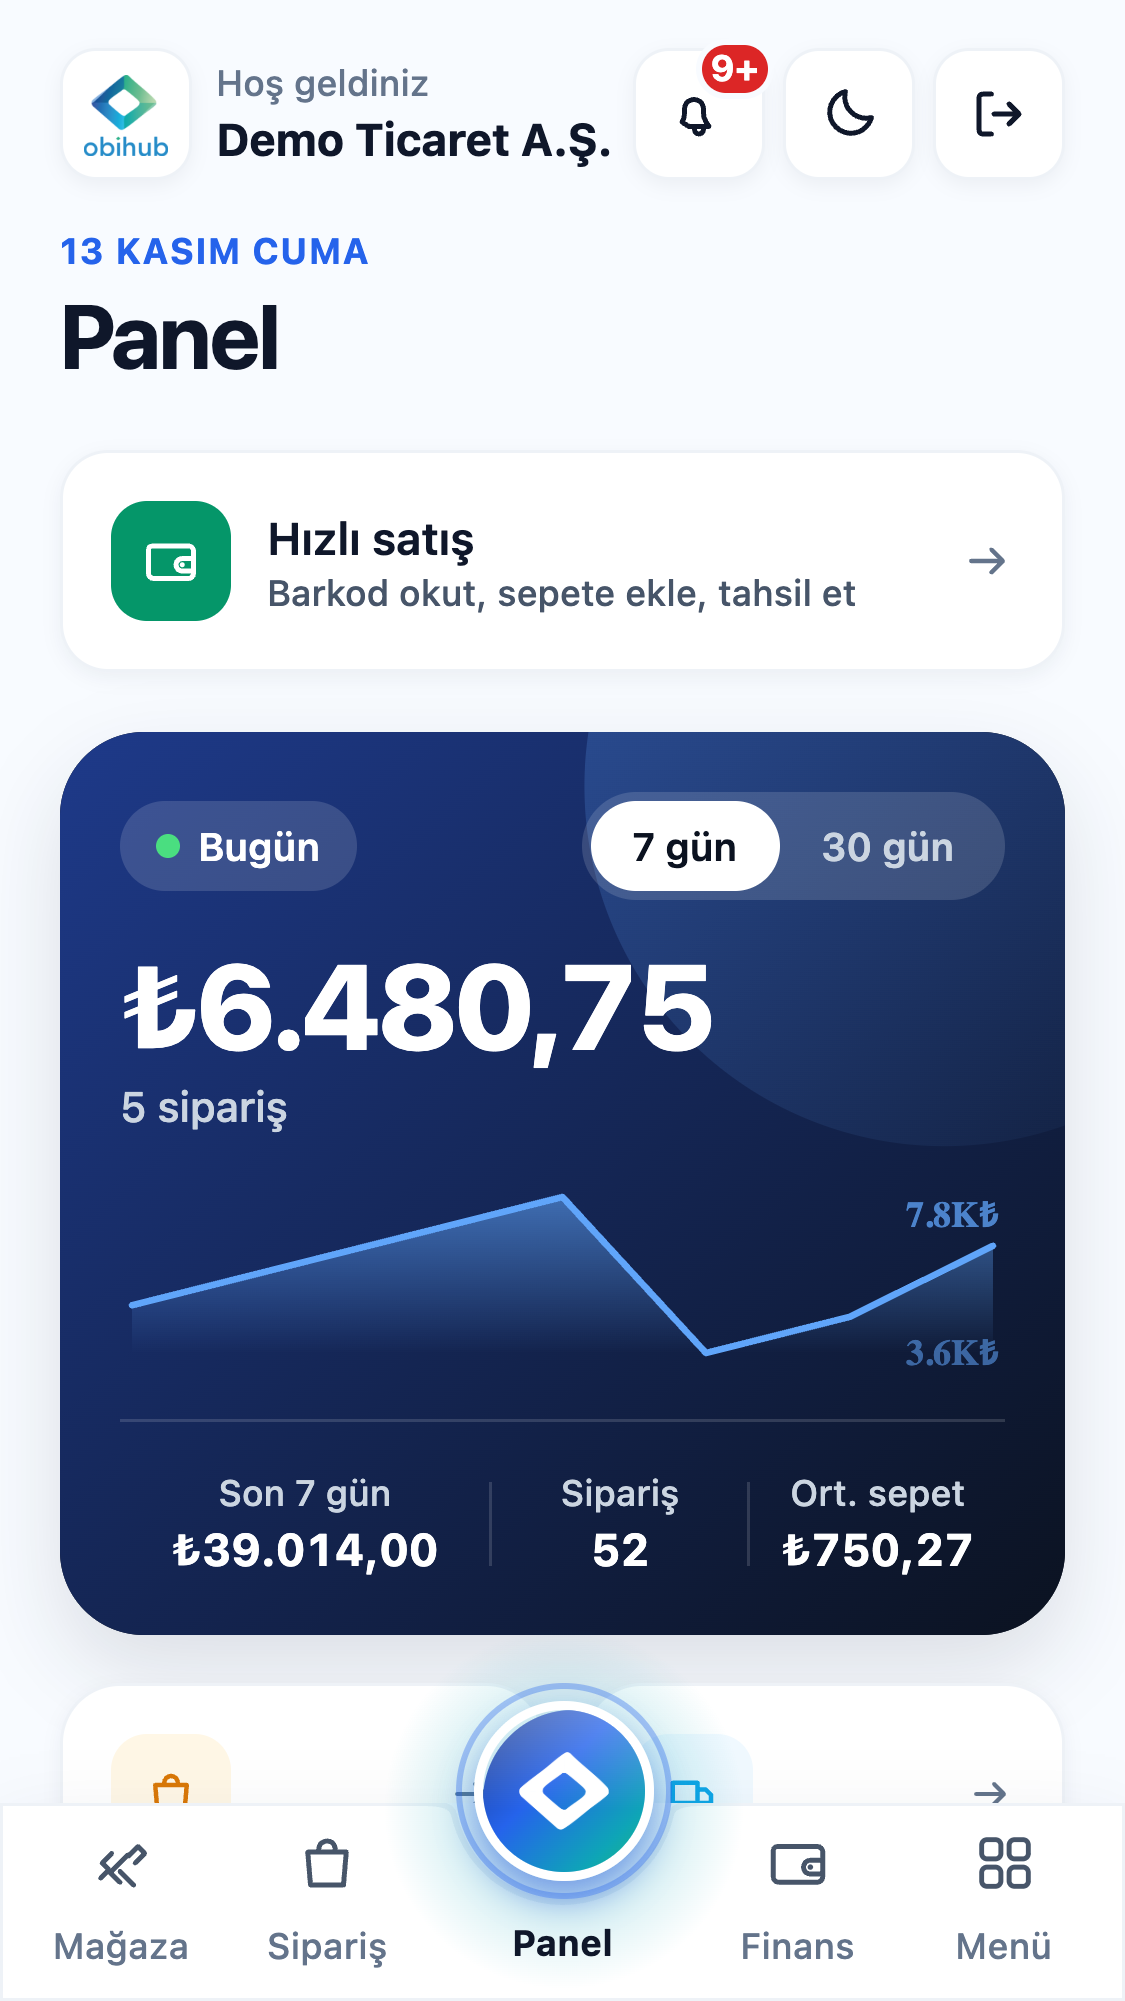 obihub
Hoş geldiniz
Demo Ticaret A.Ş.
9+
13 KASIM CUMA
Panel
Hızlı satış
Barkod okut, sepete ekle, tahsil et
Bugün
7 gün
30 gün
₺6.480,75
5 sipariş
7.8K₺
3.6K₺
Son 7 gün
₺39.014,00
Sipariş
52
Ort. sepet
₺750,27
Mağaza
Sipariş
Panel
Finans
Menü